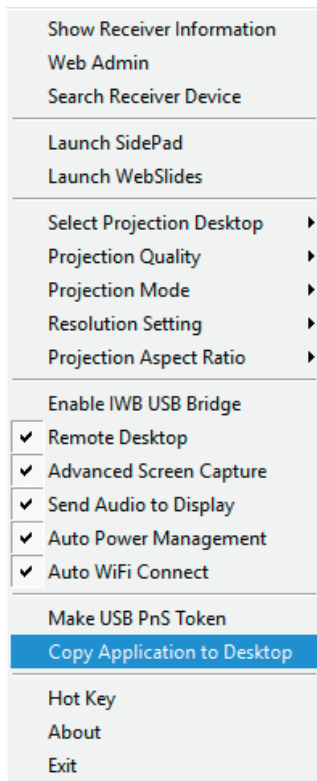 Show Receiver Information
Web Admin
Search Receiver Device
Launch SidePad
Launch WebSlides
Select Projection Desktop
Projection Quality
Projection Mode
Resolution Setting
Projection Aspect Ratio
Enable IWB USB Bridge
Remote Desktop
Advanced Screen Capture
Send Audio to Display
Auto Power Management
Auto WiFi Connect
Make USB PnS Token
Copy Application to Desktop
Hot Key
About
Exit